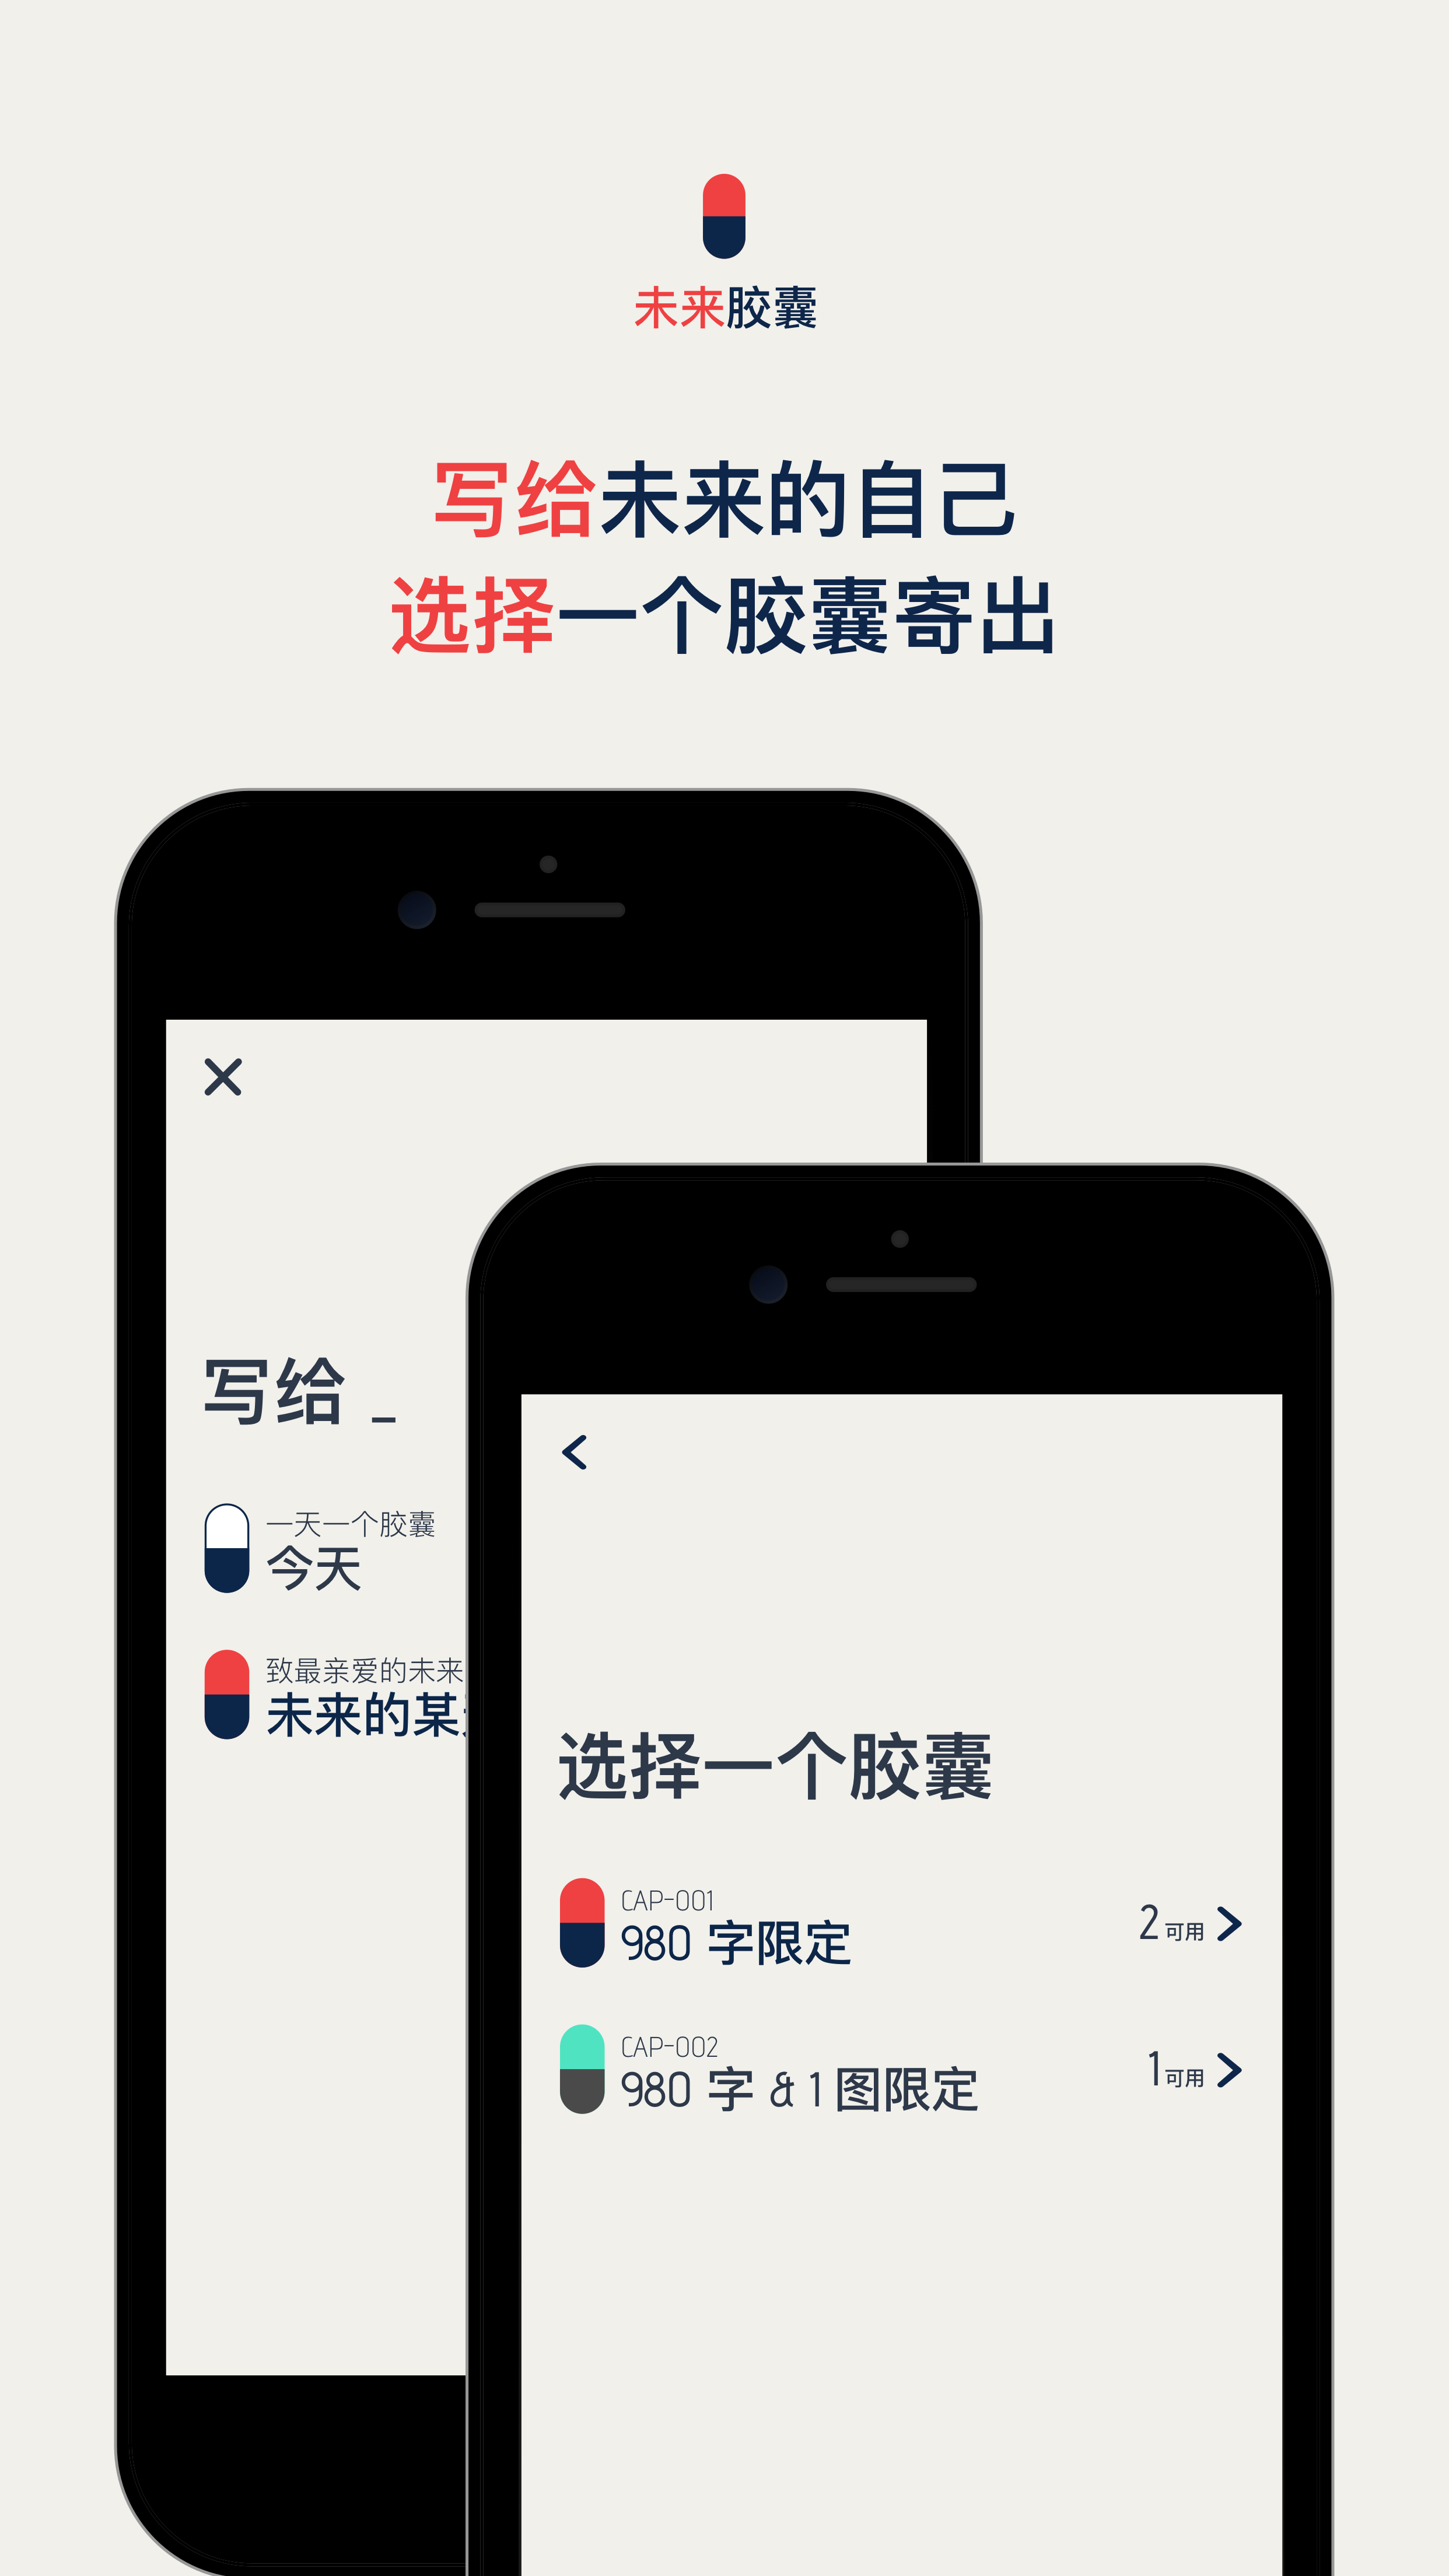 未来胶囊
写给未来的自己
选择一个胶囊寄出
写给 _
一天一个胶囊
今天
致最亲爱的未来
未来的某
选择一个胶囊
CAP-001
980 字限定
2 可用
CAP-002
980 字 & 1 图限定
1 可用